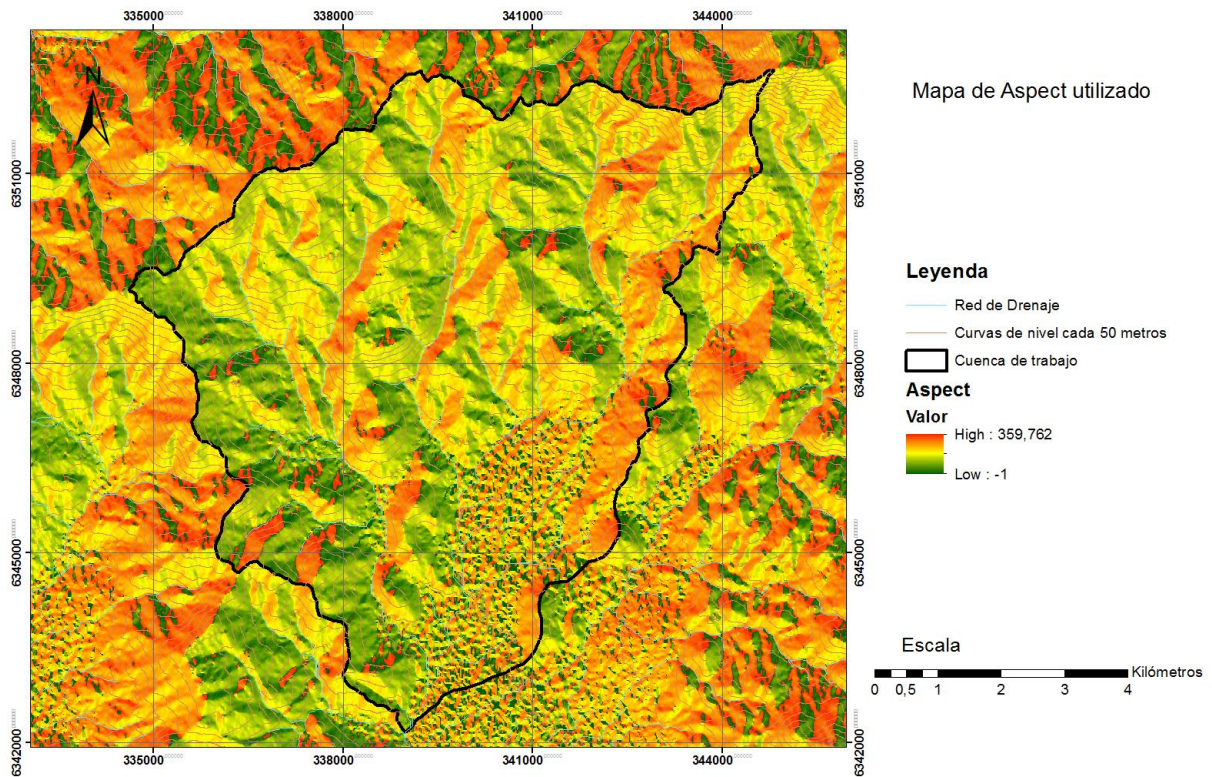 335000 338000 341000 344000
Mapa de Aspect utilizado
N
6351000 6351000
Leyenda
Red de Drenaje
Curvas de nivel cada 50 metros
Cuenca de trabajo
6348000 6348000
Aspect
Valor
High : 359,762
Low : -1
6345000 6345000
Escala
Kilómetros
0 0,5 1 2 3 4
6342000 6342000
335000 338000 341000 344000